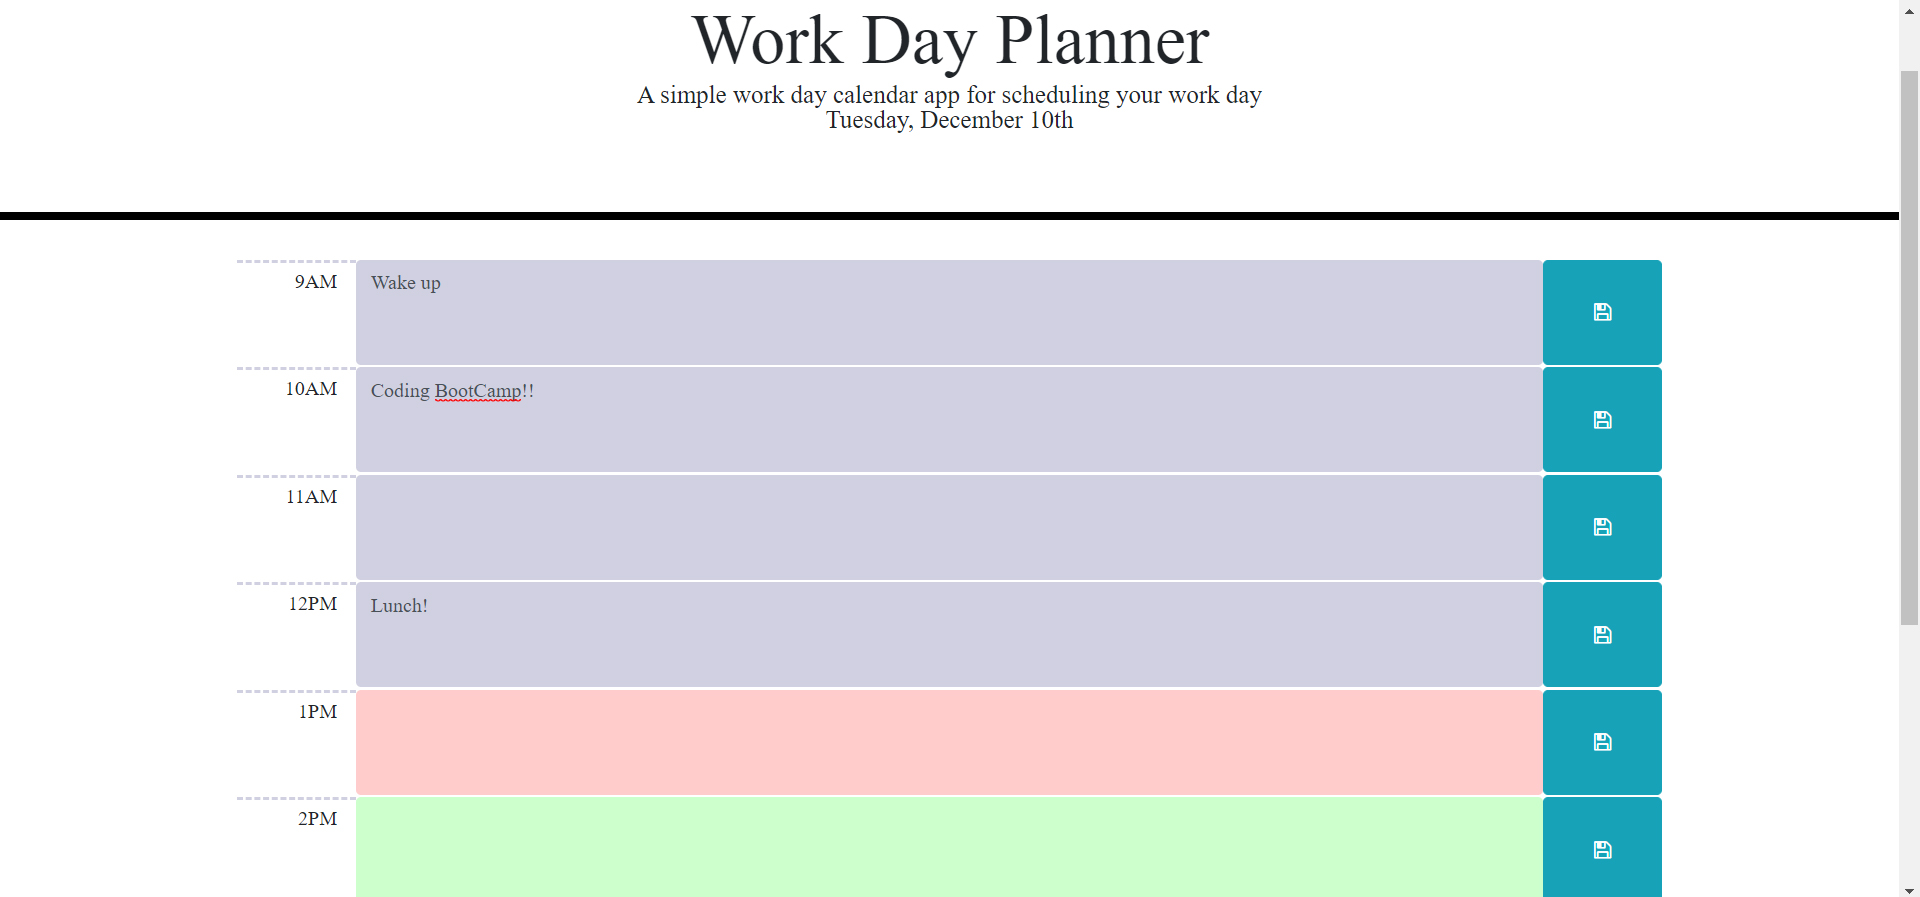 Work Day Planner
A simple work day calendar app for scheduling your work day
Tuesday, December 10th
9AM
Wake up
10AM
Coding BootCamp!!
11AM
12PM
Lunch!
1PM
2PM